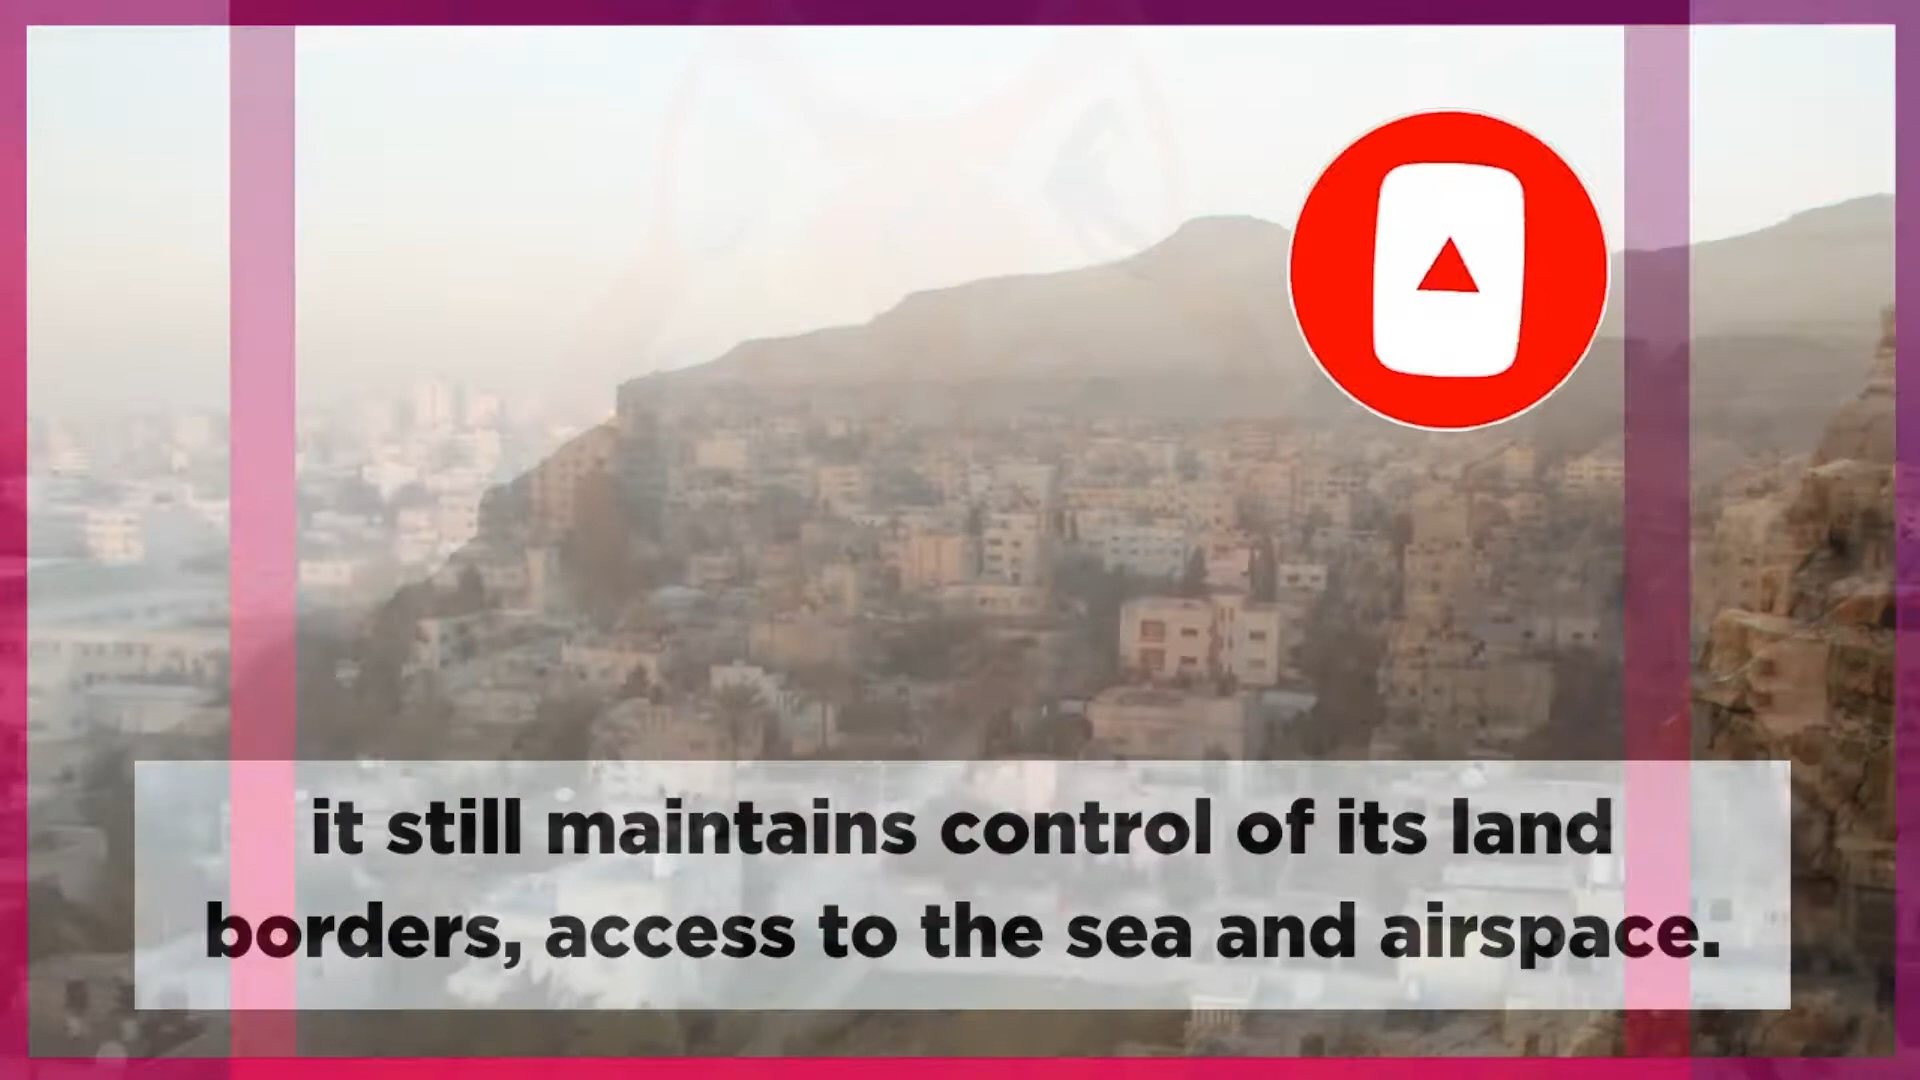 it still maintains control of its land
borders, access to the sea and airspace.